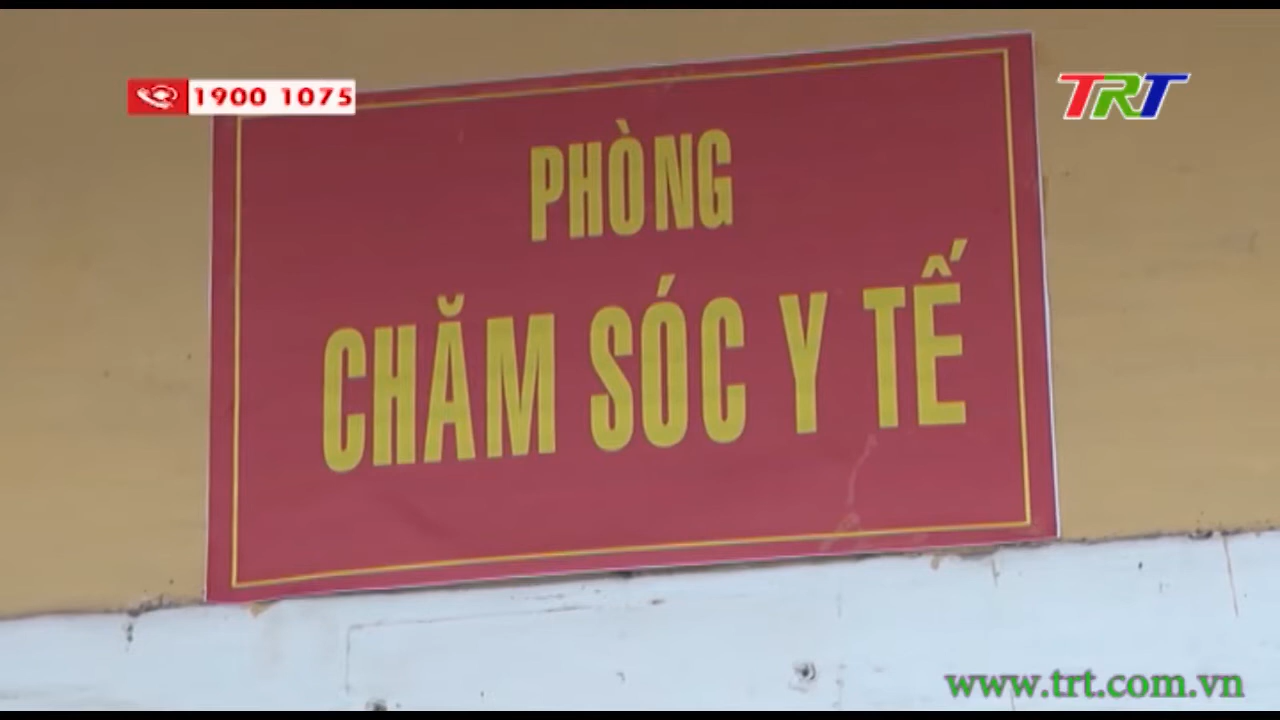 1900 1075
TRT
PHÒNG
CHĂM SÓC Y TẾ
www.trt.com.vn